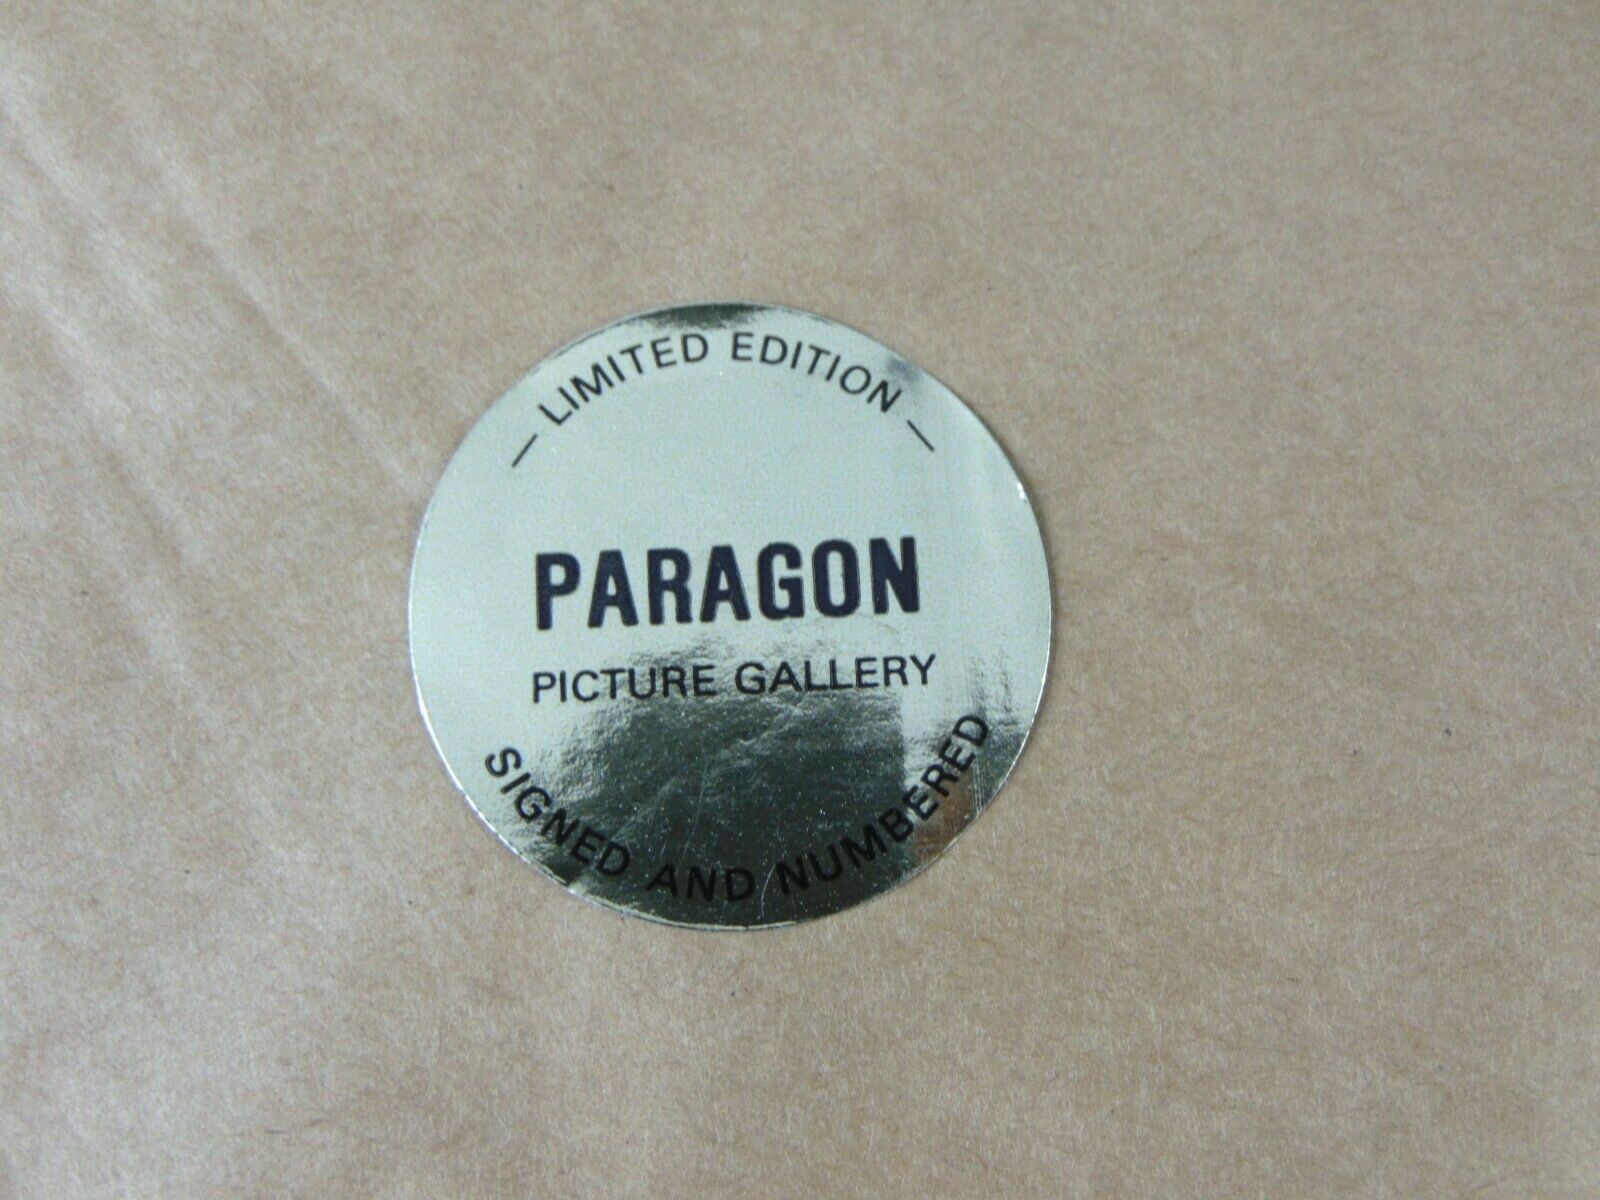 — LIMITED EDITION —
PARAGON
PICTURE GALLERY
SIGNED AND NUMBERED